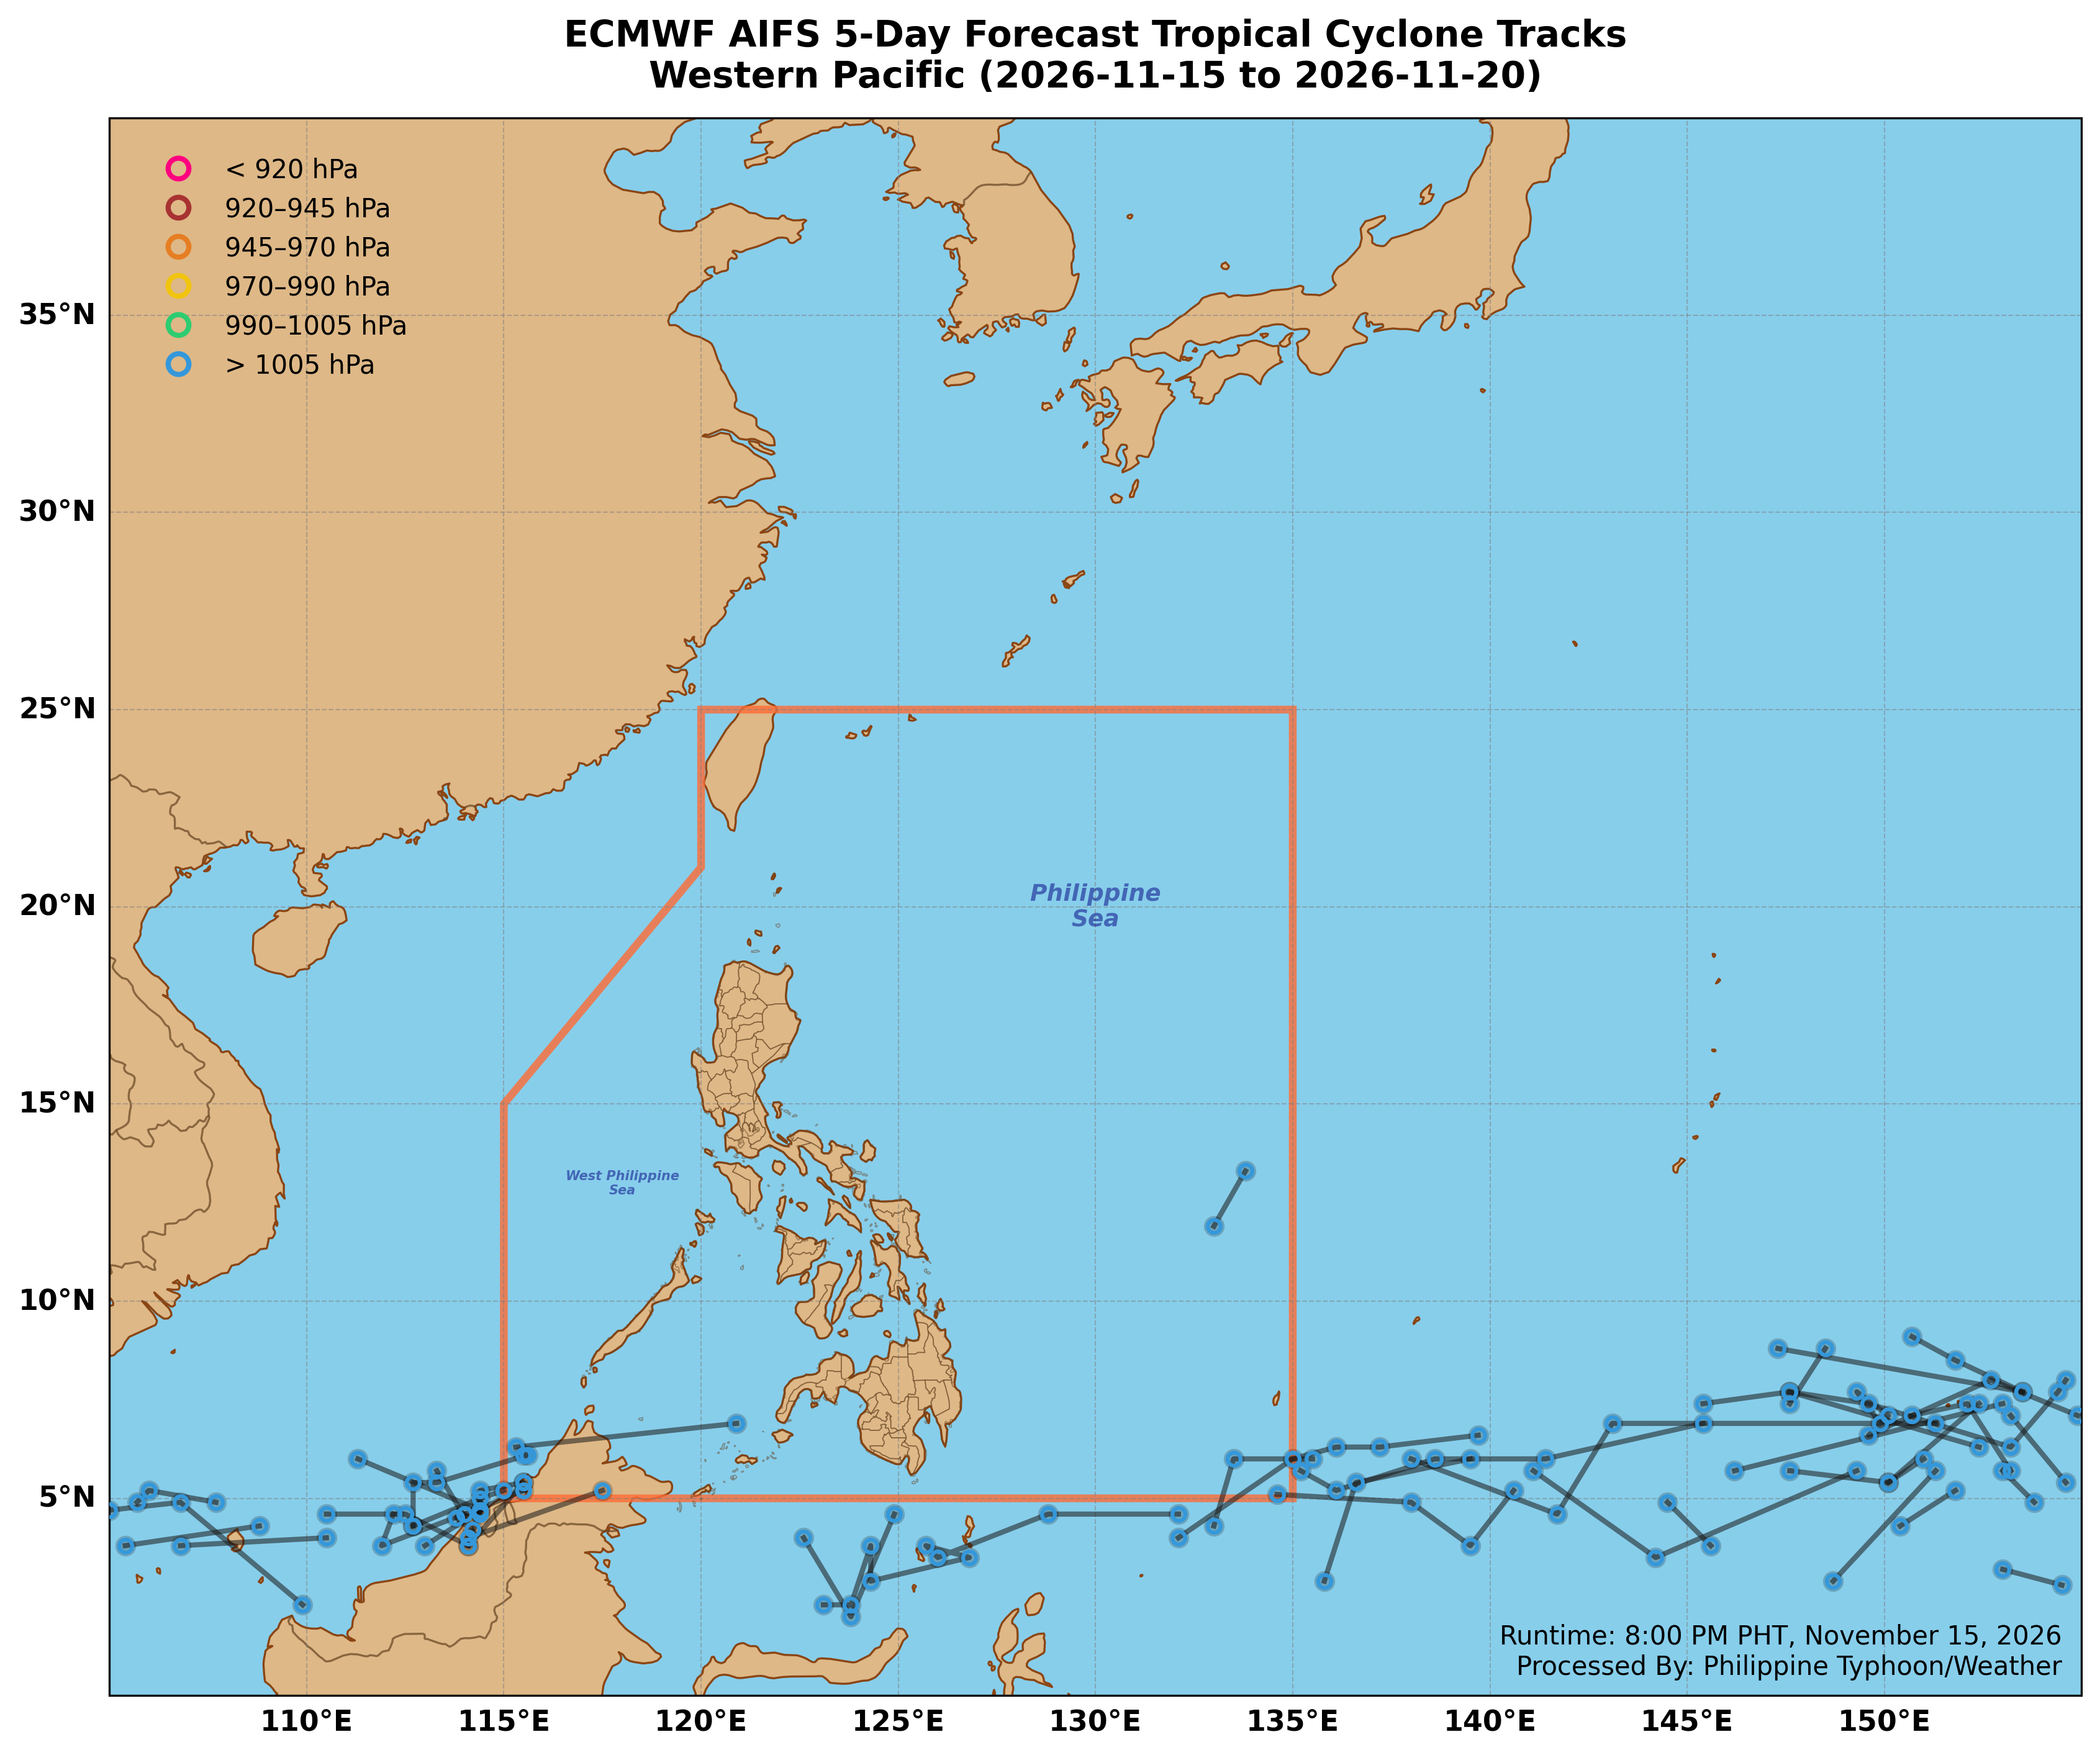 ECMWF AIFS 5-Day Forecast Tropical Cyclone Tracks
Western Pacific (2026-11-15 to 2026-11-20)
< 920 hPa
920–945 hPa
945–970 hPa
970–990 hPa
990–1005 hPa
> 1005 hPa
35°N
30°N
25°N
20°N
15°N
10°N
5°N
Philippine
Sea
West Philippine
Sea
Runtime: 8:00 PM PHT, November 15, 2026
Processed By: Philippine Typhoon/Weather
110°E
115°E
120°E
125°E
130°E
135°E
140°E
145°E
150°E